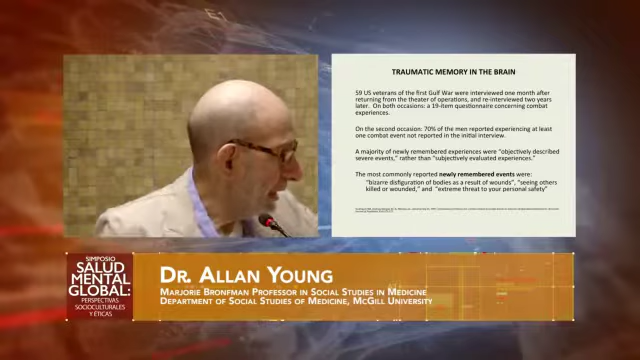 TRAUMATIC MEMORY IN THE BRAIN
59 US veterans of the first Gulf War were interviewed one month after
returning from the theater of operations, and re-interviewed two years
later. On both occasions: a 19-item questionnaire concerning combat
experiences.
On the second occasion: 70% of the men reported experiencing at least
one combat event not reported in the initial interview.
A majority of newly remembered experiences were "objectively described
severe events," rather than "subjectively evaluated experiences."
The most commonly reported newly remembered events were:
"bizarre disfiguration of bodies as a result of wounds", "seeing others
killed or wounded," and "extreme threat to your personal safety"
SIMPOSIO
SALUD
MENTAL
GLOBAL:
PERSPECTIVAS
SOCIOCULTURALES
Y ÉTICAS
DR. ALLAN YOUNG
MARJORIE BRONFMAN PROFESSOR IN SOCIAL STUDIES IN MEDICINE
DEPARTMENT OF SOCIAL STUDIES OF MEDICINE, MCGILL UNIVERSITY